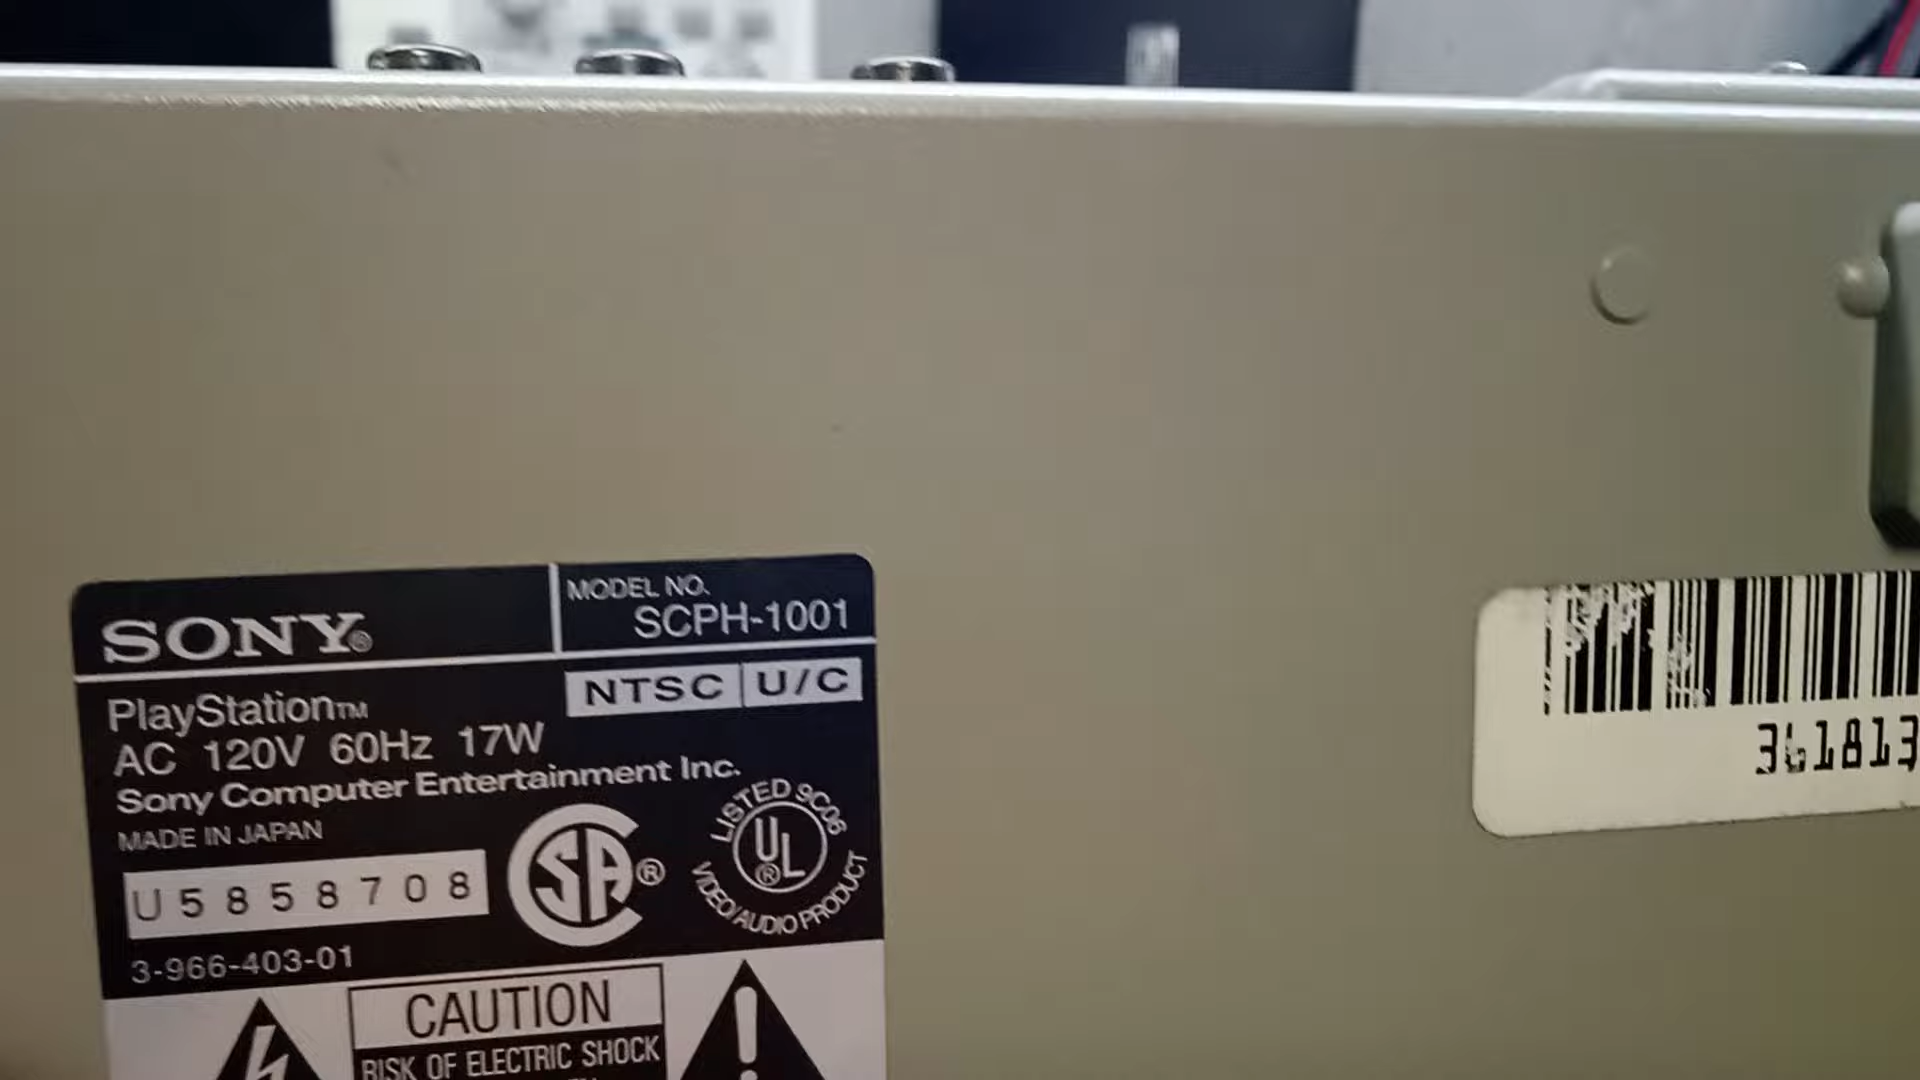 SONY®
MODEL NO.
SCPH-1001
NTSC U/C
PlayStation™
AC 120V 60Hz 17W
Sony Computer Entertainment Inc.
MADE IN JAPAN
U5858708
3-966-403-01
SA®
LISTED 9C06
UL®
VIDEO/AUDIO PRODUCT
CAUTION
RISK OF ELECTRIC SHOCK
361813